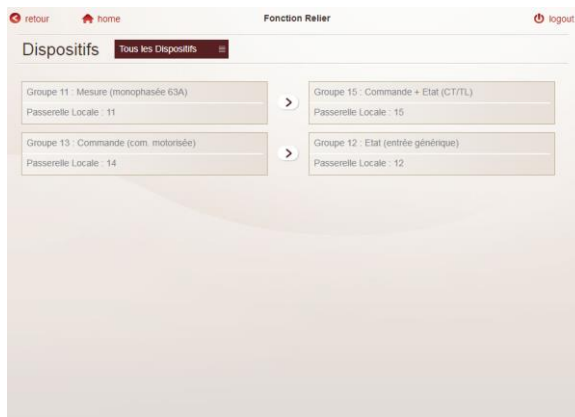 retour home Fonction Relier logout
Dispositifs Tous les Dispositifs
Groupe 11 : Mesure (monophasée 63A)
Passerelle Locale : 11
Groupe 15 : Commande + Etat (CT/TL)
Passerelle Locale : 15
Groupe 13 : Commande (com. motorisée)
Passerelle Locale : 14
Groupe 12 : Etat (entrée générique)
Passerelle Locale : 12